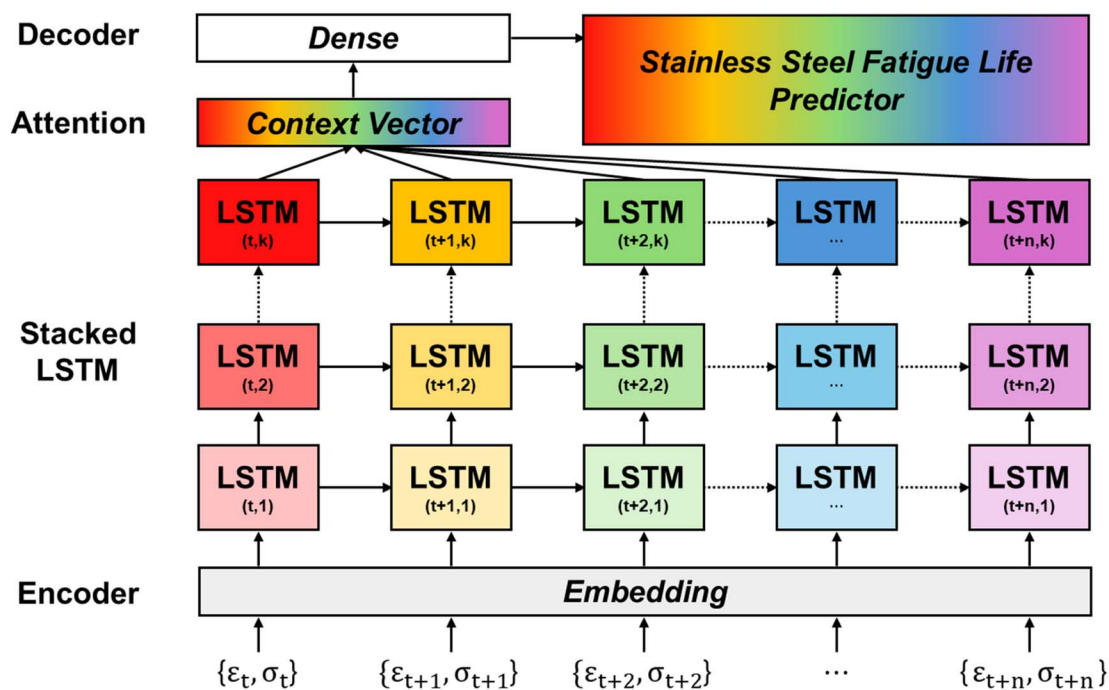 Decoder
Dense
Stainless Steel Fatigue Life
Predictor
Attention
Context Vector
LSTM
(t,k)
LSTM
(t+1,k)
LSTM
(t+2,k)
LSTM
...
LSTM
(t+n,k)
Stacked
LSTM
LSTM
(t,2)
LSTM
(t+1,2)
LSTM
(t+2,2)
LSTM
...
LSTM
(t+n,2)
LSTM
(t,1)
LSTM
(t+1,1)
LSTM
(t+2,1)
LSTM
...
LSTM
(t+n,1)
Encoder
Embedding
{εt,σt} {εt+1,σt+1} {εt+2,σt+2} ... {εt+n,σt+n}